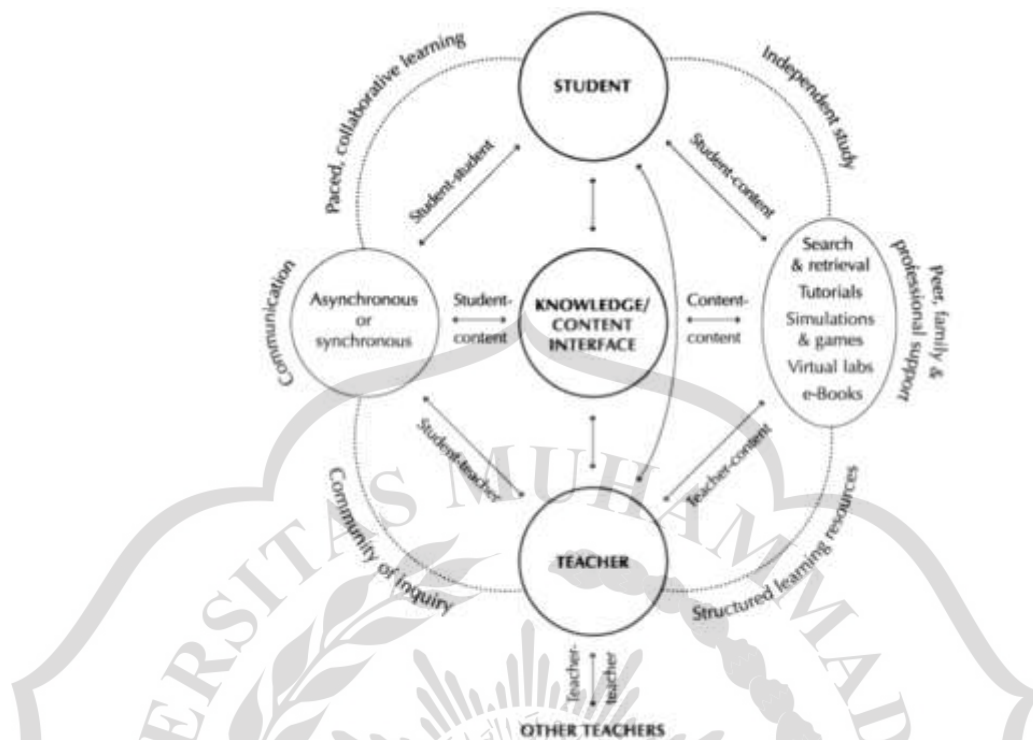 STUDENT
Paced, collaborative learning
Independent study
Student-student
Student-content
Communication
Asynchronous
or
synchronous
Student-
content
KNOWLEDGE/
CONTENT
INTERFACE
Content-
content
Search
& retrieval
Tutorials
Simulations
& games
Virtual labs
e-Books
Peer, family &
professional support
Student-teacher
Teacher-content
Community of inquiry
TEACHER
Structured learning resources
Teacher-
teacher
OTHER TEACHERS
ERSITAS MUHAMMAD